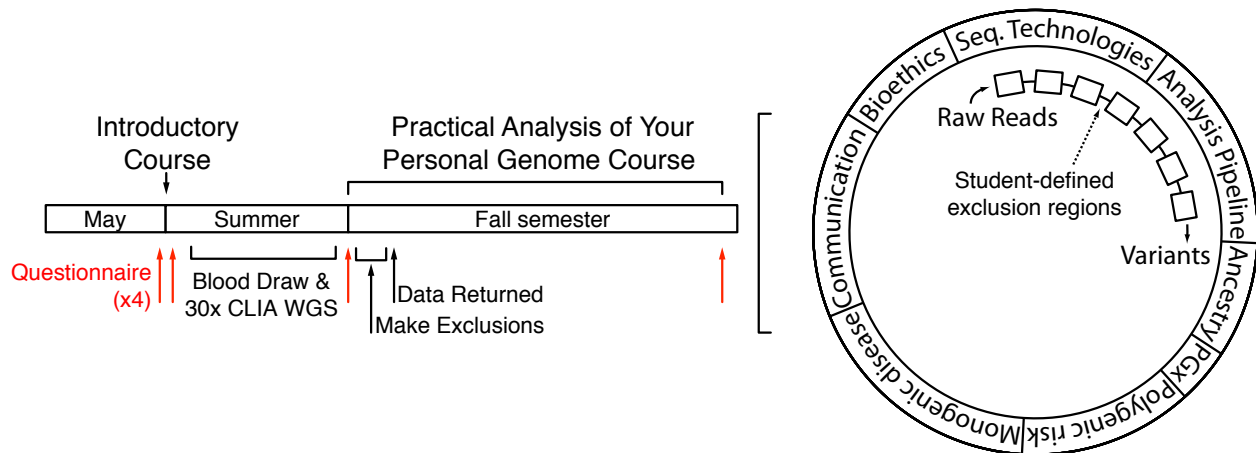 Introductory
Course
Practical Analysis of Your
Personal Genome Course
May
Summer
Fall semester
Questionnaire
(x4)
Blood Draw &
30x CLIA WGS
Data Returned
Make Exclusions
Bioethics
Seq. Technologies
Analysis Pipeline
Ancestry
PGx
Polygenic risk
Monogenic disease
Communication
Raw Reads
Student-defined
exclusion regions
Variants